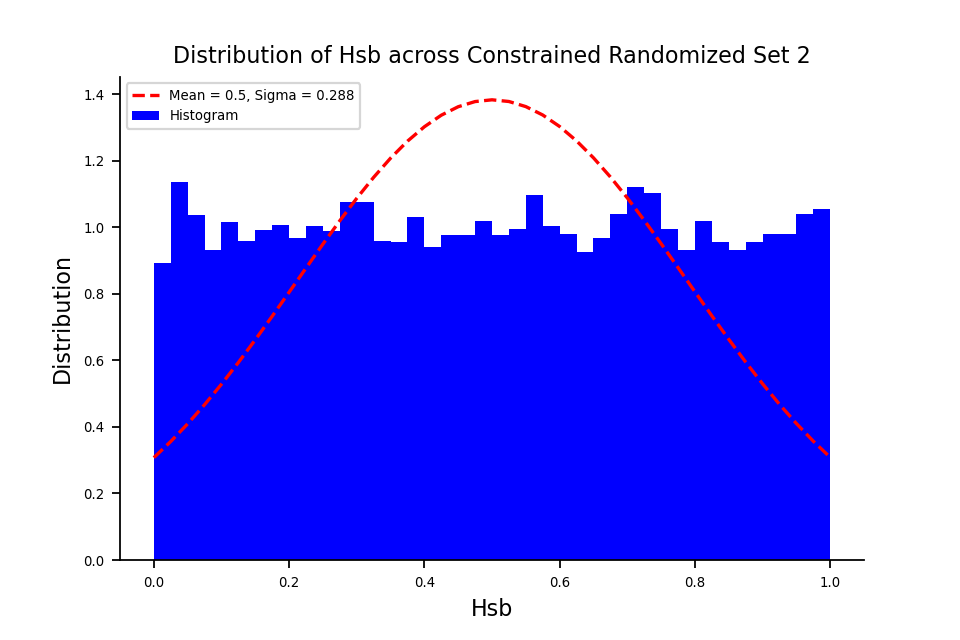 Distribution of Hsb across Constrained Randomized Set 2
Mean = 0.5, Sigma = 0.288
Histogram
Distribution
1.4
1.2
1.0
0.8
0.6
0.4
0.2
0.0
0.0 0.2 0.4 0.6 0.8 1.0
Hsb